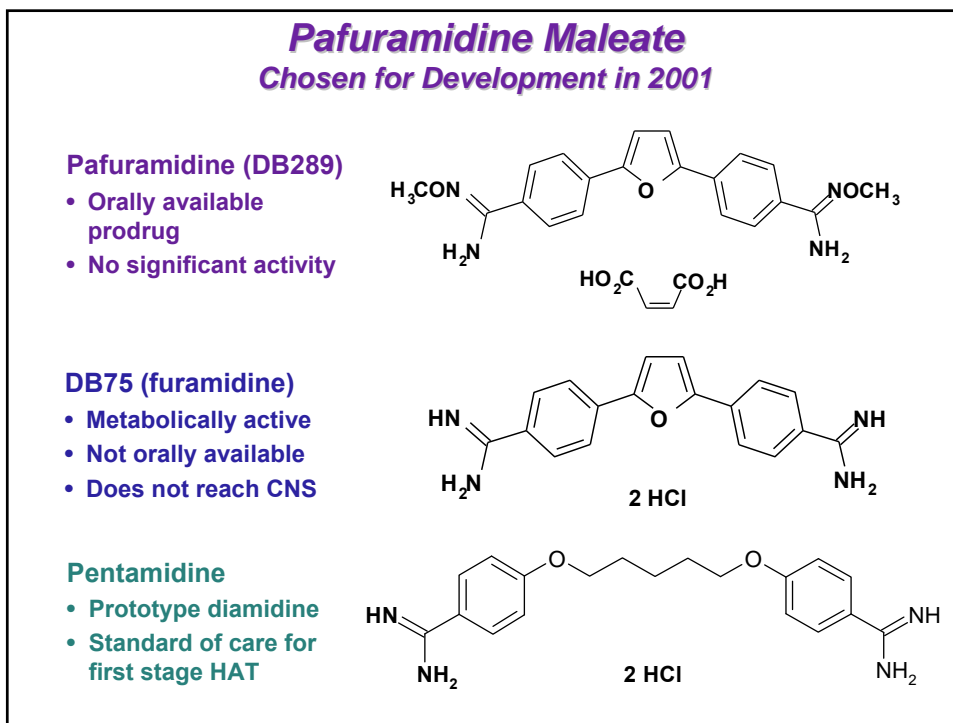 Pafuramidine Maleate
Chosen for Development in 2001
Pafuramidine (DB289)
• Orally available
prodrug
• No significant activity
H₃CON
H₂N
O
NOCH₃
NH₂
HO₂C
CO₂H
DB75 (furamidine)
• Metabolically active
• Not orally available
• Does not reach CNS
HN
H₂N
O
NH
NH₂
2 HCl
Pentamidine
• Prototype diamidine
• Standard of care for
first stage HAT
O
O
HN
NH₂
NH
NH₂
2 HCl